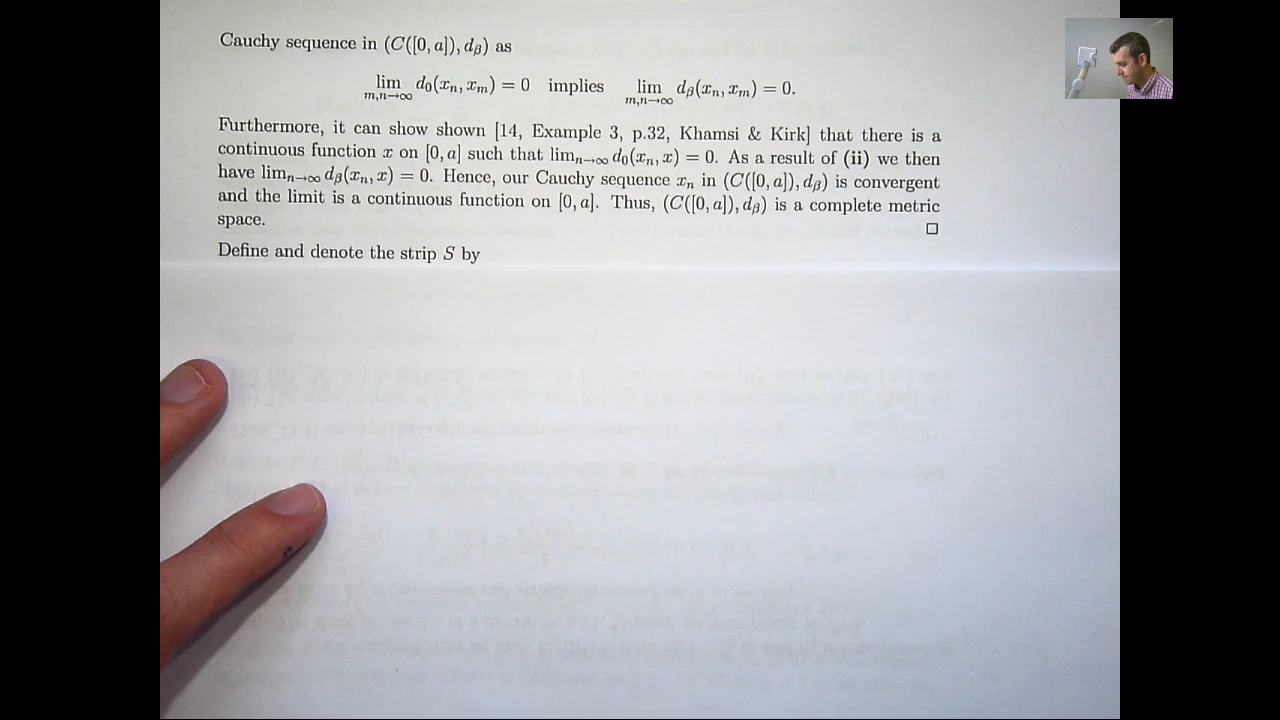 Cauchy sequence in (C([0, a]), d_β) as
lim_{m,n→∞} d_0(x_n, x_m) = 0 implies lim_{m,n→∞} d_β(x_n, x_m) = 0.
Furthermore, it can show shown [14, Example 3, p.32, Khamsi & Kirk] that there is a
continuous function x on [0, a] such that lim_{n→∞} d_0(x_n, x) = 0. As a result of (ii) we then
have lim_{n→∞} d_β(x_n, x) = 0. Hence, our Cauchy sequence x_n in (C([0, a]), d_β) is convergent
and the limit is a continuous function on [0, a]. Thus, (C([0, a]), d_β) is a complete metric
space. □
Define and denote the strip S by